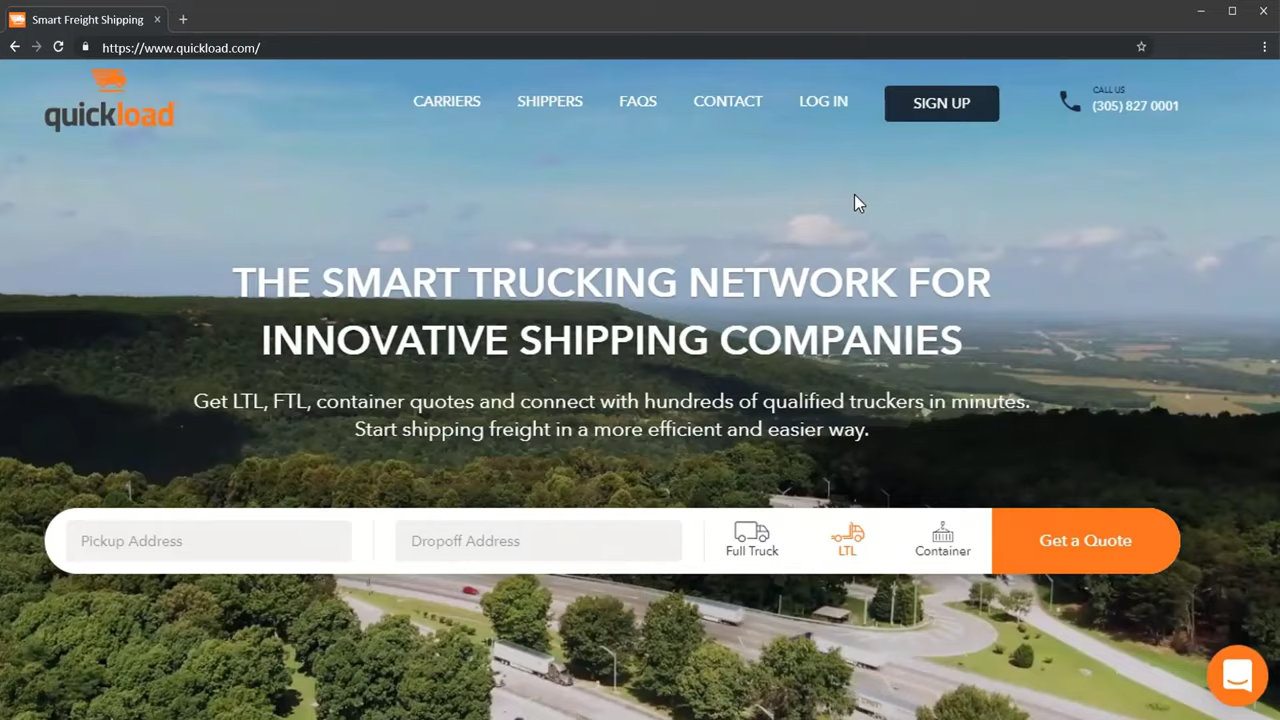 Smart Freight Shipping
https://www.quickload.com/
quickload
CARRIERS
SHIPPERS
FAQS
CONTACT
LOG IN
SIGN UP
CALL US
(305) 827 0001
THE SMART TRUCKING NETWORK FOR
INNOVATIVE SHIPPING COMPANIES
Get LTL, FTL, container quotes and connect with hundreds of qualified truckers in minutes.
Start shipping freight in a more efficient and easier way.
Pickup Address
Dropoff Address
Full Truck
LTL
Container
Get a Quote